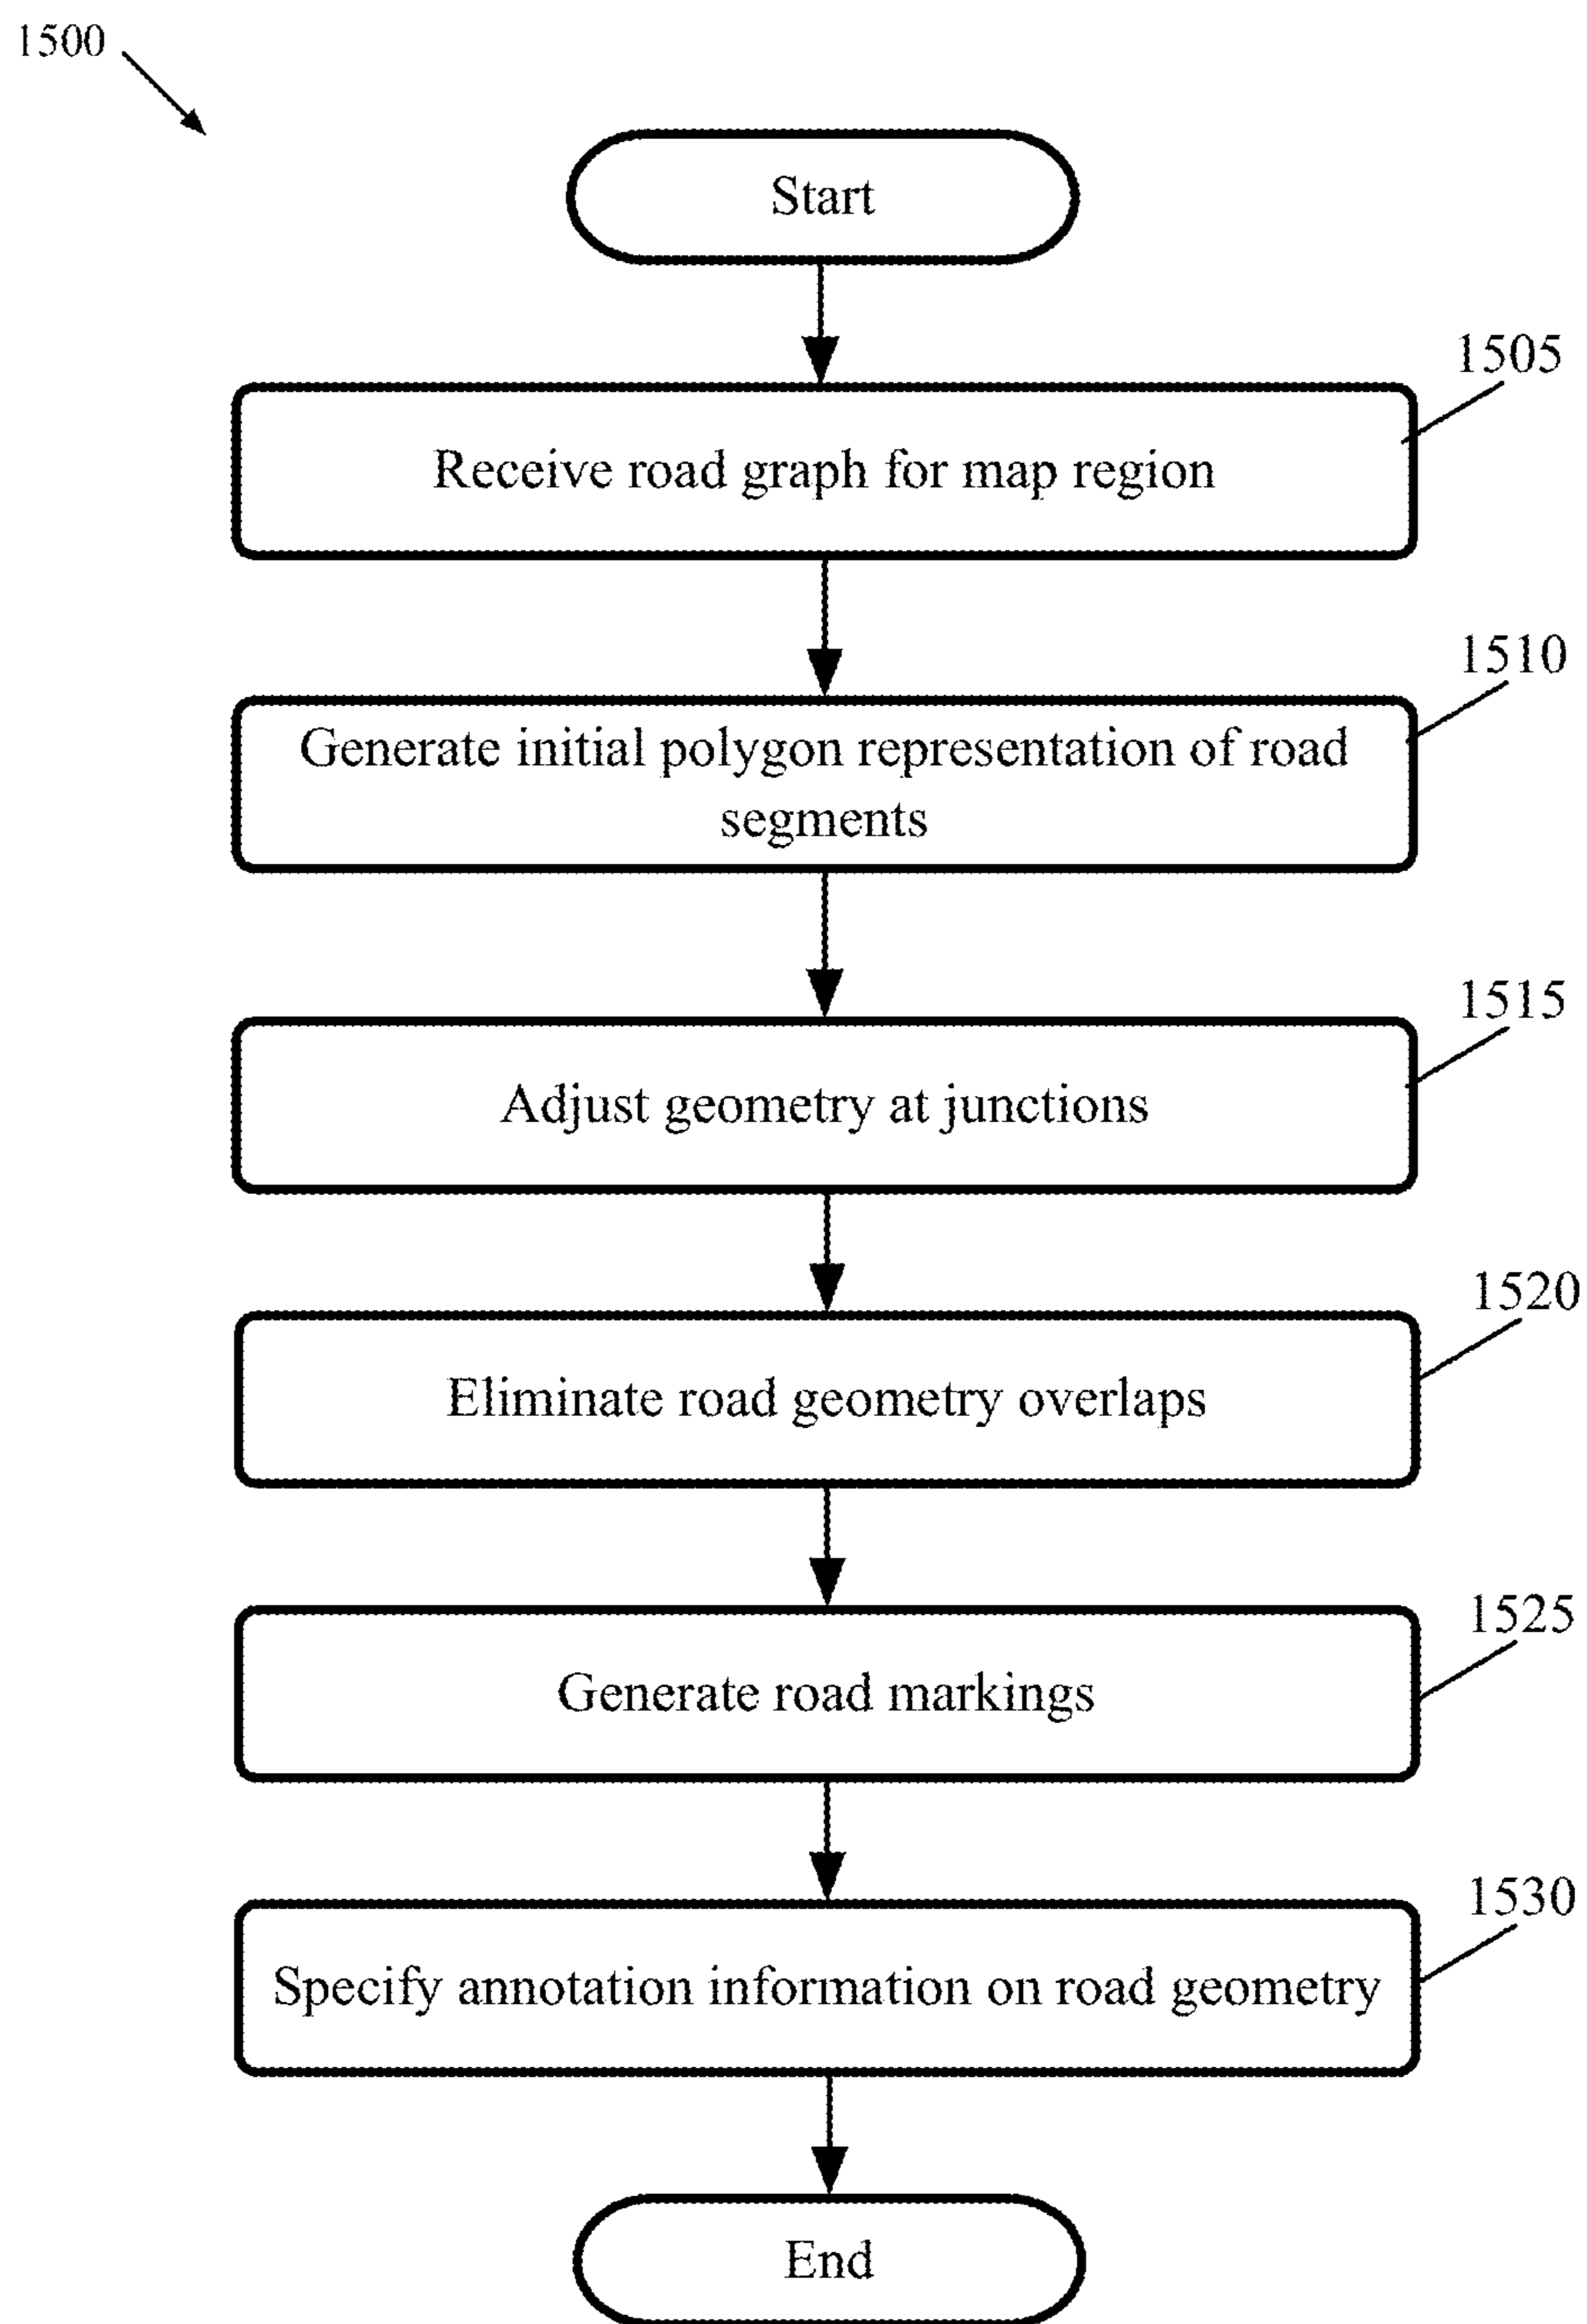 1500
Start
1505
Receive road graph for map region
1510
Generate initial polygon representation of road
segments
1515
Adjust geometry at junctions
1520
Eliminate road geometry overlaps
1525
Generate road markings
1530
Specify annotation information on road geometry
End